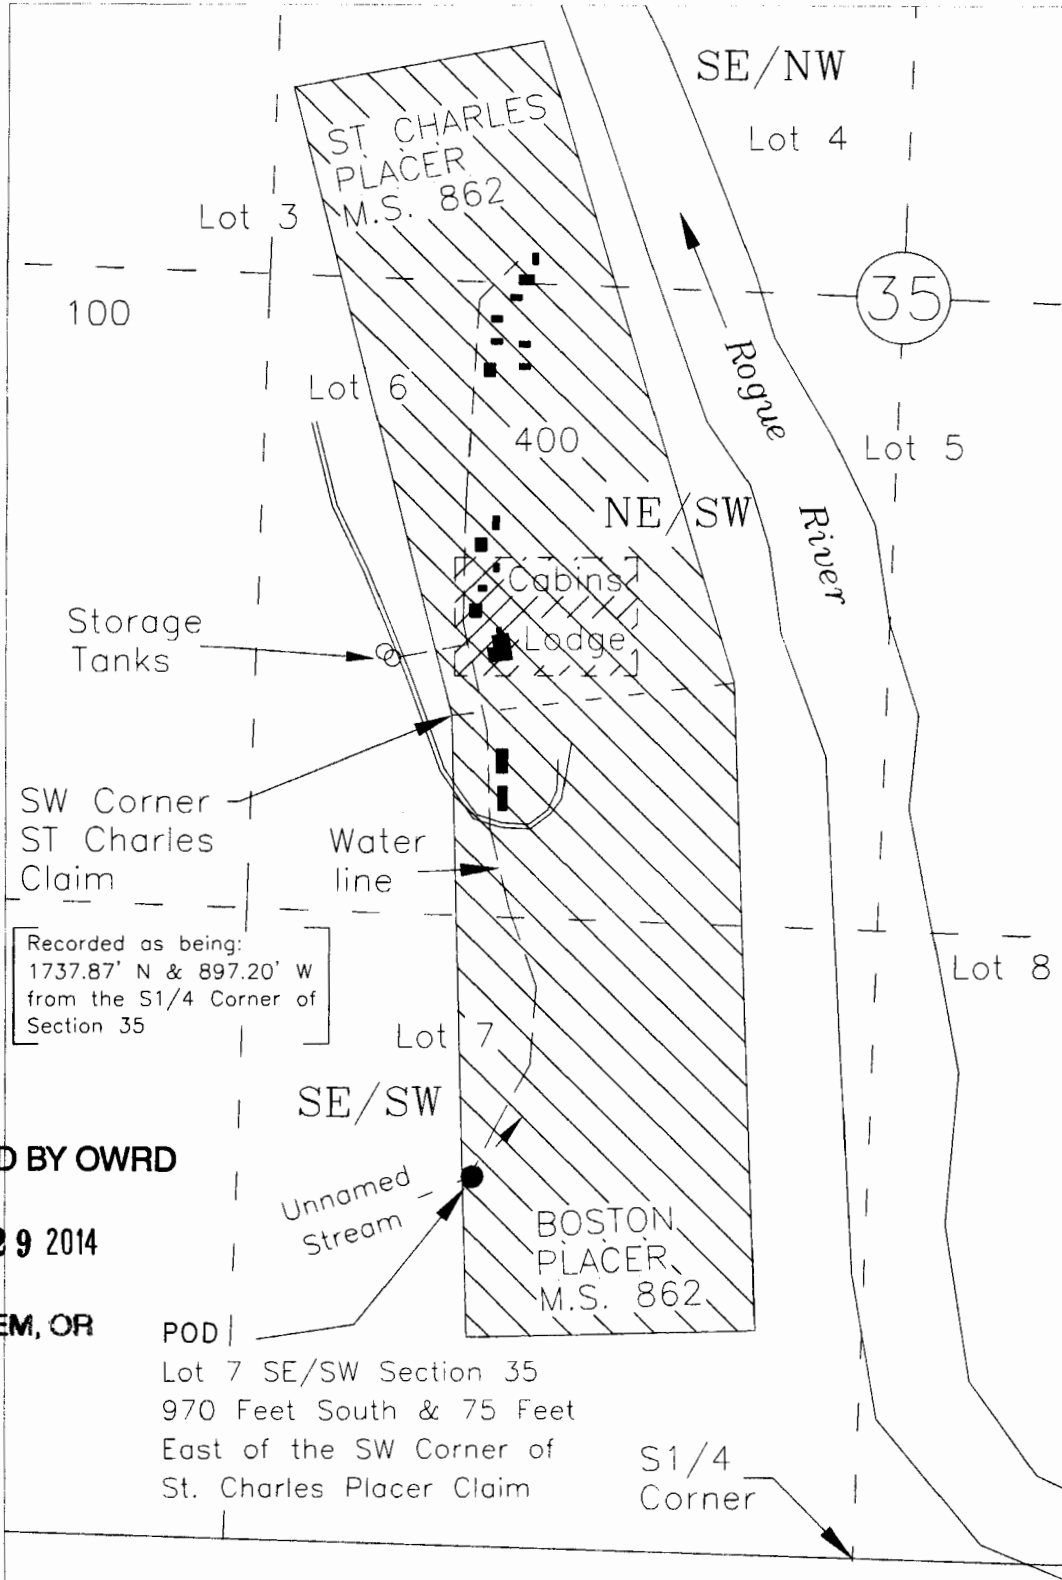 SE/NW
Lot 4
ST CHARLES
PLACER
M.S. 862
Lot 3
35
100
Rogue
River
Lot 6
400
Lot 5
NE/SW
Cabins
Lodge
Storage
Tanks
SW Corner
ST Charles
Claim
Water
line
Recorded as being:
1737.87' N & 897.20' W
from the S1/4 Corner of
Section 35
Lot 8
Lot 7
SE/SW
D BY OWRD
Unnamed
Stream
29 2014
BOSTON
PLACER
M.S. 862
EM, OR
POD
Lot 7 SE/SW Section 35
970 Feet South & 75 Feet
East of the SW Corner of
St. Charles Placer Claim
S1/4
Corner